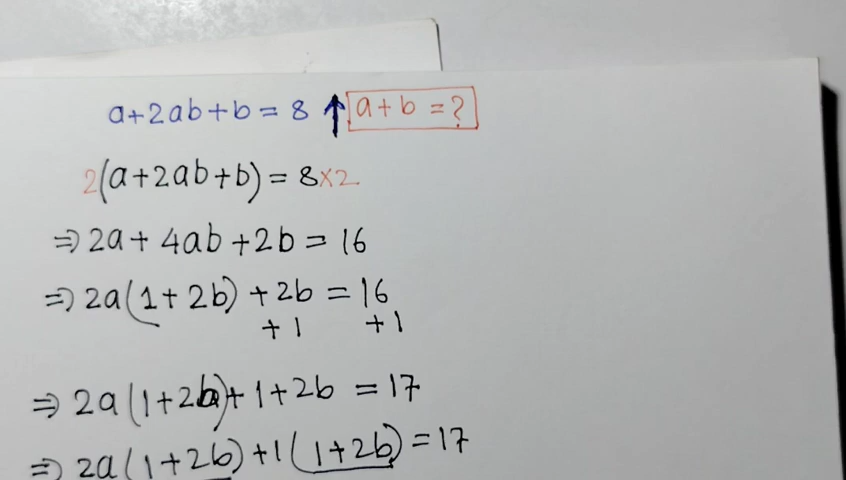 a+2ab+b = 8 ↑ a+b = ?
2(a+2ab+b) = 8×2
⇒ 2a + 4ab + 2b = 16
⇒ 2a(1+2b) + 2b = 16
+1 +1
⇒ 2a(1+2b)+1+2b = 17
⇒ 2a(1+2b)+1(1+2b) = 17